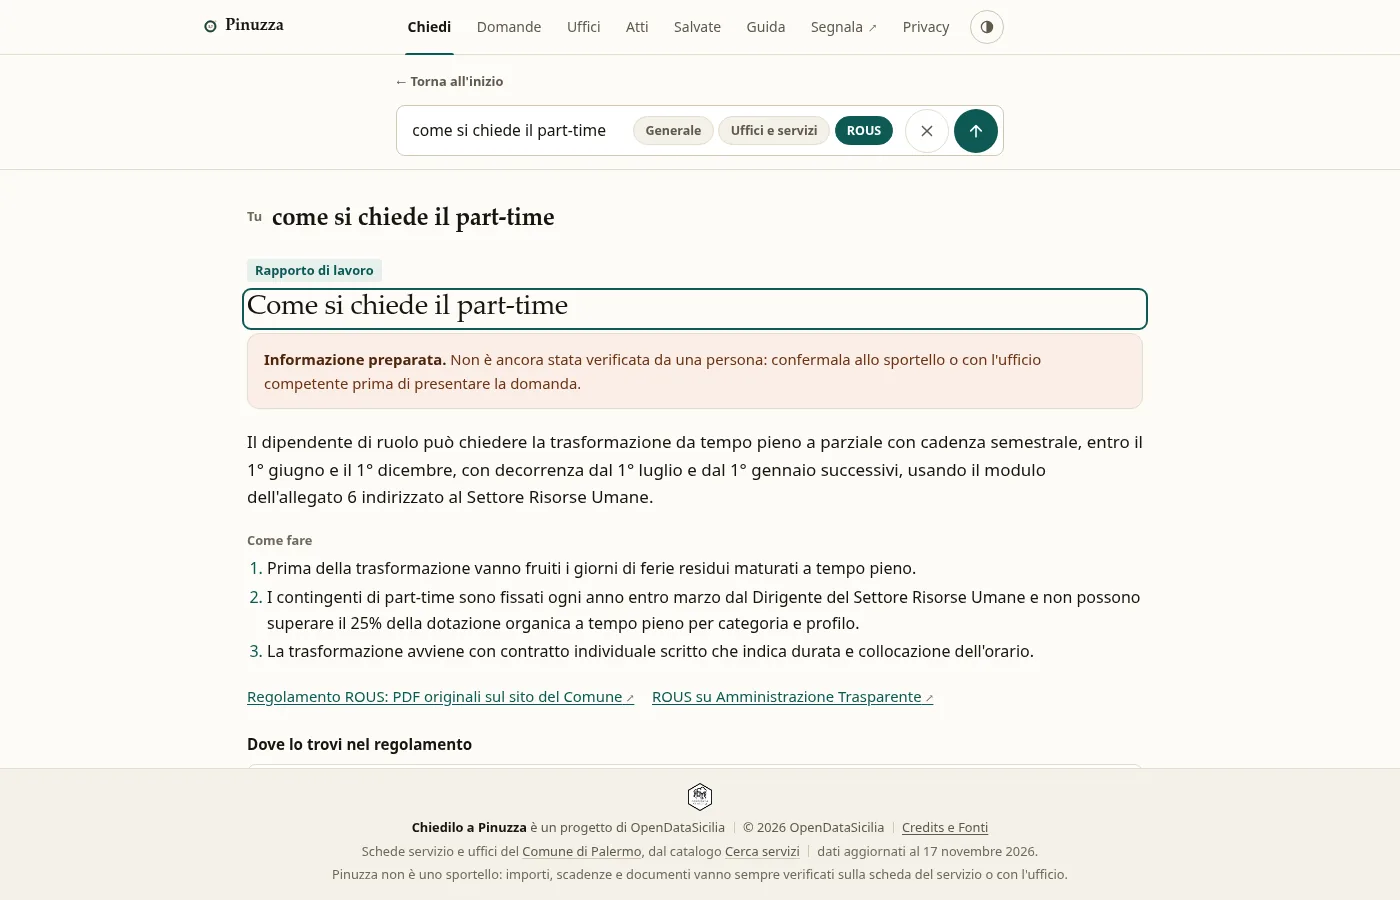 Pinuzza
Chiedi
Domande
Uffici
Atti
Salvate
Guida
Segnala ↗
Privacy
← Torna all'inizio
come si chiede il part-time
Generale
Uffici e servizi
ROUS
Tu come si chiede il part-time
Rapporto di lavoro
Come si chiede il part-time
Informazione preparata. Non è ancora stata verificata da una persona: confermala allo sportello o con l'ufficio
competente prima di presentare la domanda.
Il dipendente di ruolo può chiedere la trasformazione da tempo pieno a parziale con cadenza semestrale, entro il
1° giugno e il 1° dicembre, con decorrenza dal 1° luglio e dal 1° gennaio successivi, usando il modulo
dell'allegato 6 indirizzato al Settore Risorse Umane.
Come fare
1. Prima della trasformazione vanno fruiti i giorni di ferie residui maturati a tempo pieno.
2. I contingenti di part-time sono fissati ogni anno entro marzo dal Dirigente del Settore Risorse Umane e non possono
superare il 25% della dotazione organica a tempo pieno per categoria e profilo.
3. La trasformazione avviene con contratto individuale scritto che indica durata e collocazione dell'orario.
Regolamento ROUS: PDF originali sul sito del Comune ↗ ROUS su Amministrazione Trasparente ↗
Dove lo trovi nel regolamento
Chiedilo a Pinuzza è un progetto di OpenDataSicilia | © 2026 OpenDataSicilia | Credits e Fonti
Schede servizio e uffici del Comune di Palermo, dal catalogo Cerca servizi | dati aggiornati al 17 novembre 2026.
Pinuzza non è uno sportello: importi, scadenze e documenti vanno sempre verificati sulla scheda del servizio o con l'ufficio.